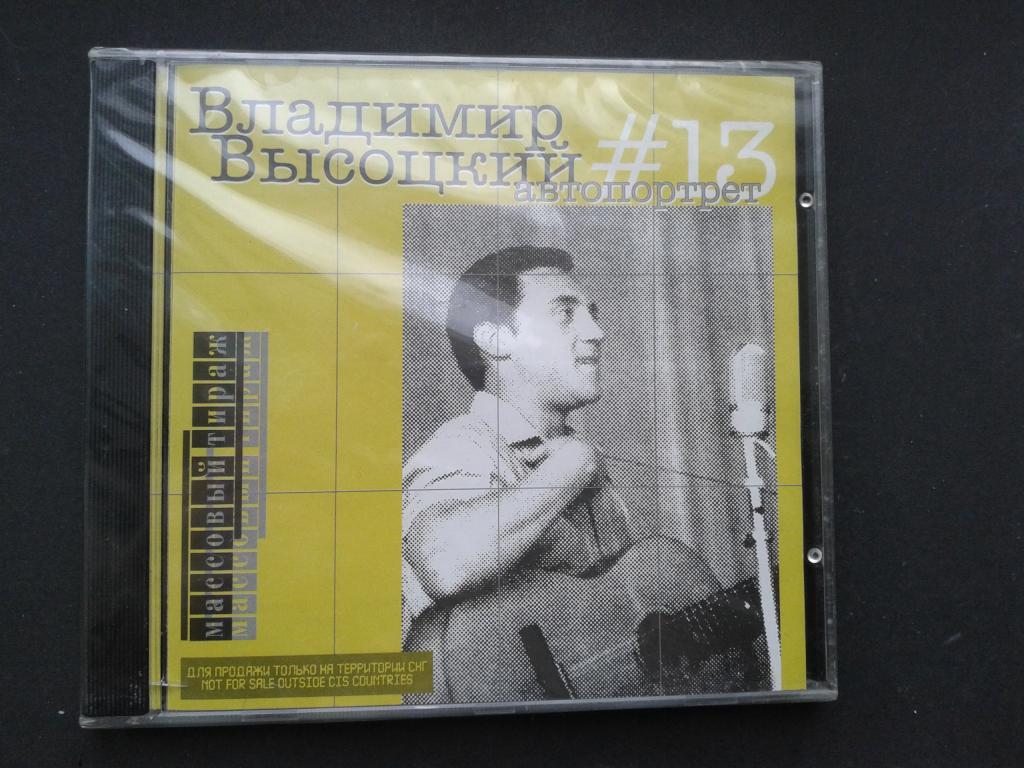 Владимир
Высоцкий
#13
автопортрет
массовый тираж
массовый тираж
ДЛЯ ПРОДАЖИ ТОЛЬКО НА ТЕРРИТОРИИ СНГ
NOT FOR SALE OUTSIDE CIS COUNTRIES